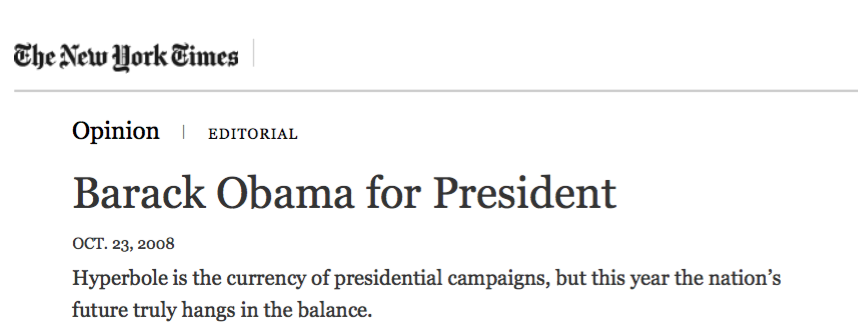 The New York Times
Opinion | EDITORIAL
Barack Obama for President
OCT. 23, 2008
Hyperbole is the currency of presidential campaigns, but this year the nation’s
future truly hangs in the balance.